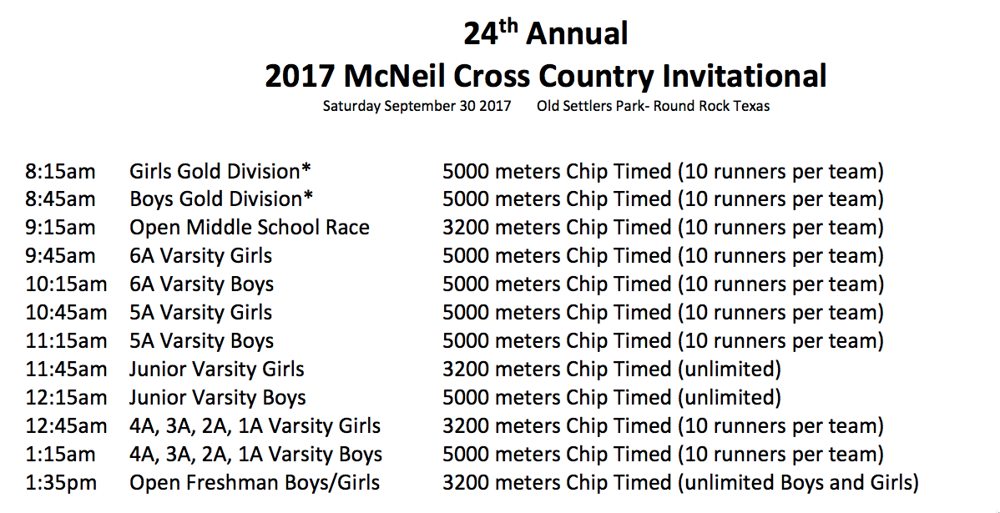 24th Annual
2017 McNeil Cross Country Invitational
Saturday September 30 2017 Old Settlers Park- Round Rock Texas
8:15am Girls Gold Division* 5000 meters Chip Timed (10 runners per team)
8:45am Boys Gold Division* 5000 meters Chip Timed (10 runners per team)
9:15am Open Middle School Race 3200 meters Chip Timed (10 runners per team)
9:45am 6A Varsity Girls 5000 meters Chip Timed (10 runners per team)
10:15am 6A Varsity Boys 5000 meters Chip Timed (10 runners per team)
10:45am 5A Varsity Girls 5000 meters Chip Timed (10 runners per team)
11:15am 5A Varsity Boys 5000 meters Chip Timed (10 runners per team)
11:45am Junior Varsity Girls 3200 meters Chip Timed (unlimited)
12:15am Junior Varsity Boys 5000 meters Chip Timed (unlimited)
12:45am 4A, 3A, 2A, 1A Varsity Girls 3200 meters Chip Timed (10 runners per team)
1:15am 4A, 3A, 2A, 1A Varsity Boys 5000 meters Chip Timed (10 runners per team)
1:35pm Open Freshman Boys/Girls 3200 meters Chip Timed (unlimited Boys and Girls)